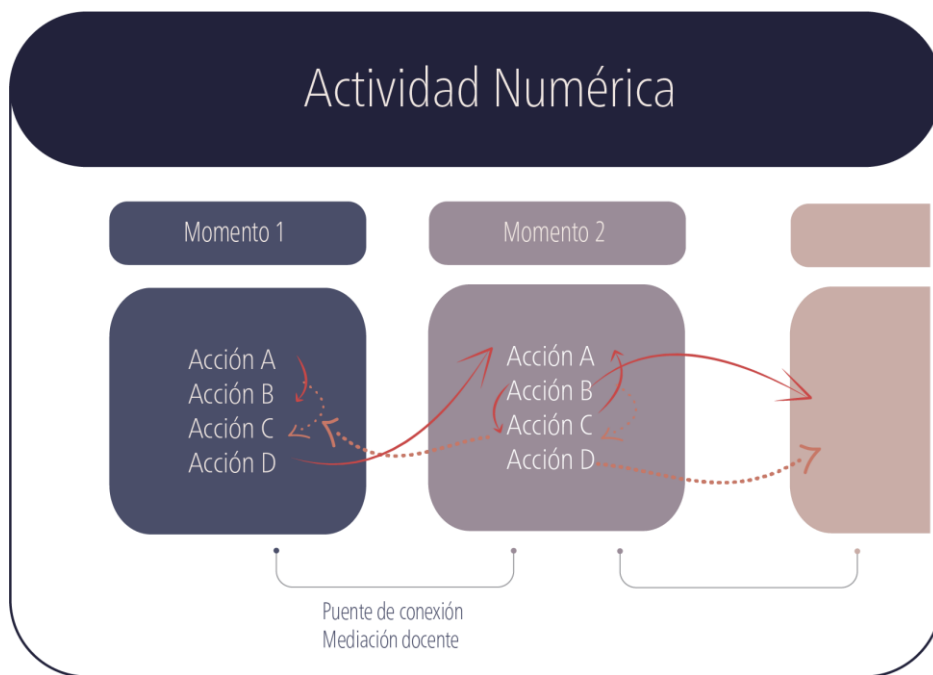 Actividad Numérica
Momento 1
Momento 2
Acción A
Acción B
Acción C
Acción D
Acción A
Acción B
Acción C
Acción D
Puente de conexión
Mediación docente